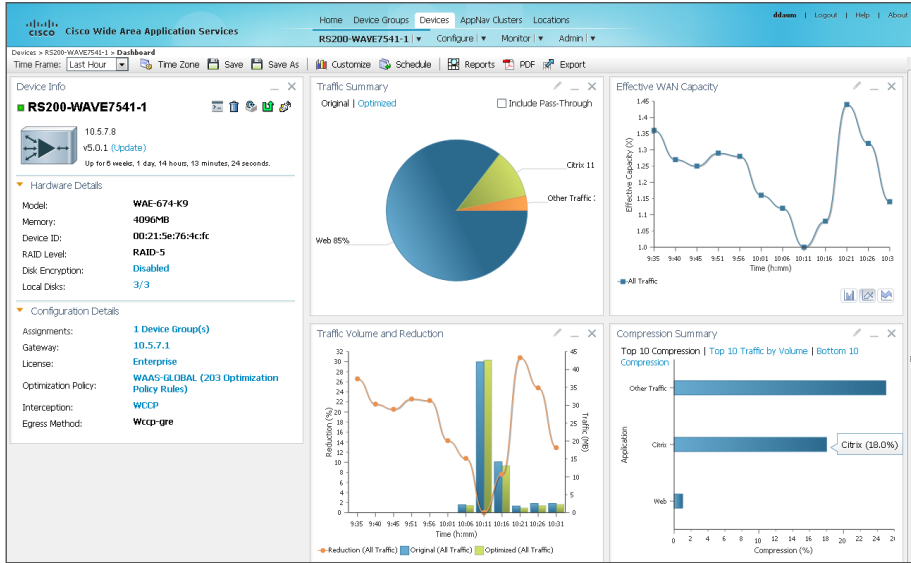 cisco Cisco Wide Area Application Services
Home Device Groups Devices AppNav Clusters Locations
ddaum | Logout | Help | About
RS200-WAVE7541-1 | Configure | Monitor | Admin |
Devices > RS200-WAVE7541-1 > Dashboard
Time Frame: Last Hour Time Zone Save Save As | Customize Schedule | Reports PDF Export
Device Info
RS200-WAVE7541-1
10.5.7.8
v5.0.1 (Update)
Up for 6 weeks, 1 day, 14 hours, 13 minutes, 24 seconds.
Hardware Details
Model: WAE-674-K9
Memory: 4096MB
Device ID: 00:21:5e:76:4c:fc
RAID Level: RAID-5
Disk Encryption: Disabled
Local Disks: 3/3
Configuration Details
Assignments: 1 Device Group(s)
Gateway: 10.5.7.1
License: Enterprise
Optimization Policy: WAAS-GLOBAL (203 Optimization
Policy Rules)
Interception: WCCP
Egress Method: Wccp-gre
Traffic Summary
Original | Optimized Include Pass-Through
Citrix 11
Other Traffic :
Web 85%
Effective WAN Capacity
Effective Capacity (X)
1.45
1.4
1.35
1.3
1.25
1.2
1.15
1.1
1.05
1.0
9:35 9:40 9:45 9:51 9:56 10:01 10:06 10:11 10:16 10:21 10:26 10:3
Time (h:mm)
All Traffic
Traffic Volume and Reduction
Reduction (%)
32
30
28
26
24
22
20
18
16
14
12
10
8
6
4
2
0
45
40
35
30
25
20
15
10
5
0
Traffic (MB)
9:35 9:40 9:45 9:51 9:56 10:01 10:06 10:11 10:16 10:21 10:26 10:31
Time (h:mm)
Reduction (All Traffic) Original (All Traffic) Optimized (All Traffic)
Compression Summary
Top 10 Compression | Top 10 Traffic by Volume | Bottom 10
Compression
Application
Other Traffic
Citrix
Citrix (18.0%)
Web
0 2 4 6 8 10 12 14 16 18 20 22 24
Compression (%)